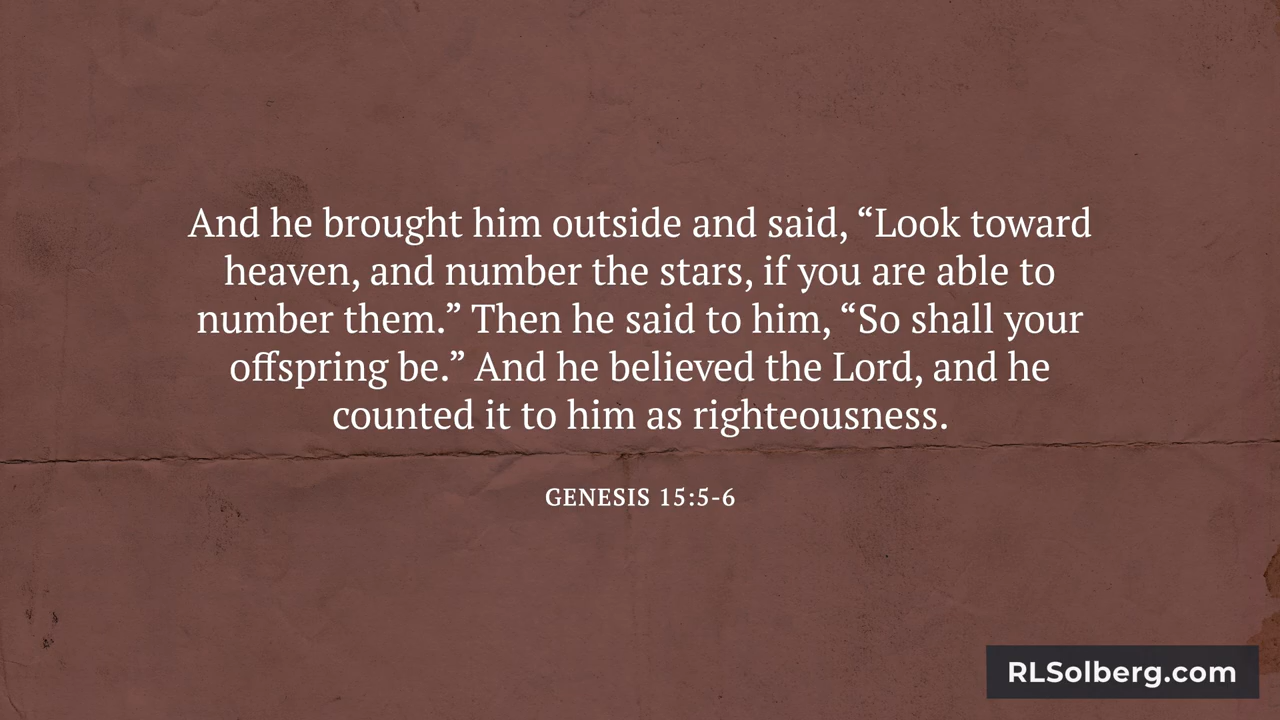 And he brought him outside and said, “Look toward
heaven, and number the stars, if you are able to
number them.” Then he said to him, “So shall your
offspring be.” And he believed the Lord, and he
counted it to him as righteousness.
GENESIS 15:5-6
RLSolberg.com